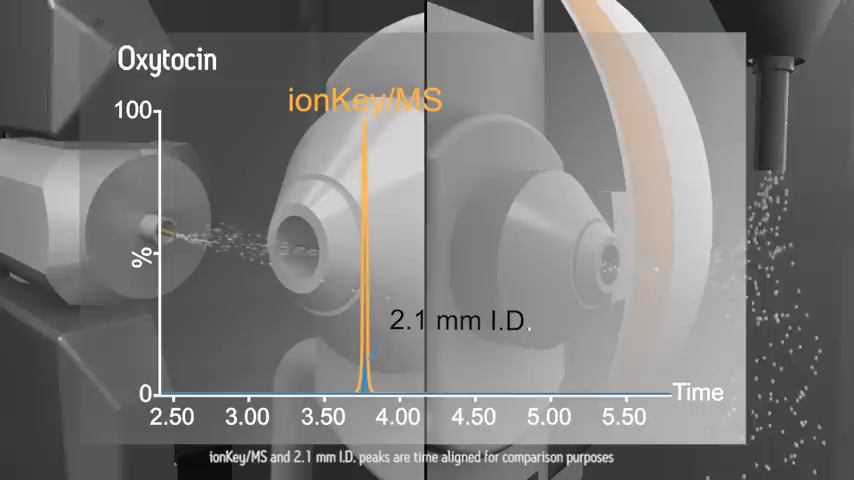 Oxytocin
ionKey/MS
100
%
2.1 mm I.D.
0
Time
2.50 3.00 3.50 4.00 4.50 5.00 5.50
ionKey/MS and 2.1 mm I.D. peaks are time aligned for comparison purposes